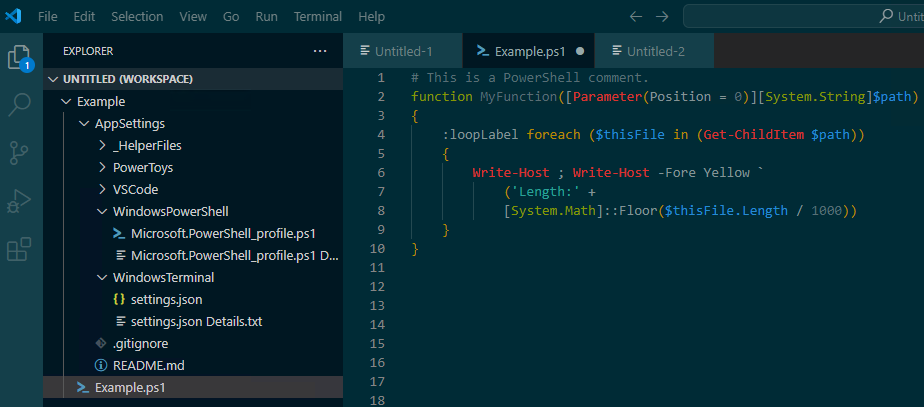 File Edit Selection View Go Run Terminal Help
Untit
EXPLORER ···
1
UNTITLED (WORKSPACE)
Example
AppSettings
_HelperFiles
PowerToys
VSCode
WindowsPowerShell
Microsoft.PowerShell_profile.ps1
Microsoft.PowerShell_profile.ps1 D...
WindowsTerminal
{} settings.json
settings.json Details.txt
.gitignore
README.md
Example.ps1
Untitled-1 Example.ps1 Untitled-2
1 # This is a PowerShell comment.
2 function MyFunction([Parameter(Position = 0)][System.String]$path)
3 {
4 :loopLabel foreach ($thisFile in (Get-ChildItem $path))
5 {
6 Write-Host ; Write-Host -Fore Yellow `
7 ('Length:' +
8 [System.Math]::Floor($thisFile.Length / 1000))
9 }
10 }
11
12
13
14
15
16
17
18